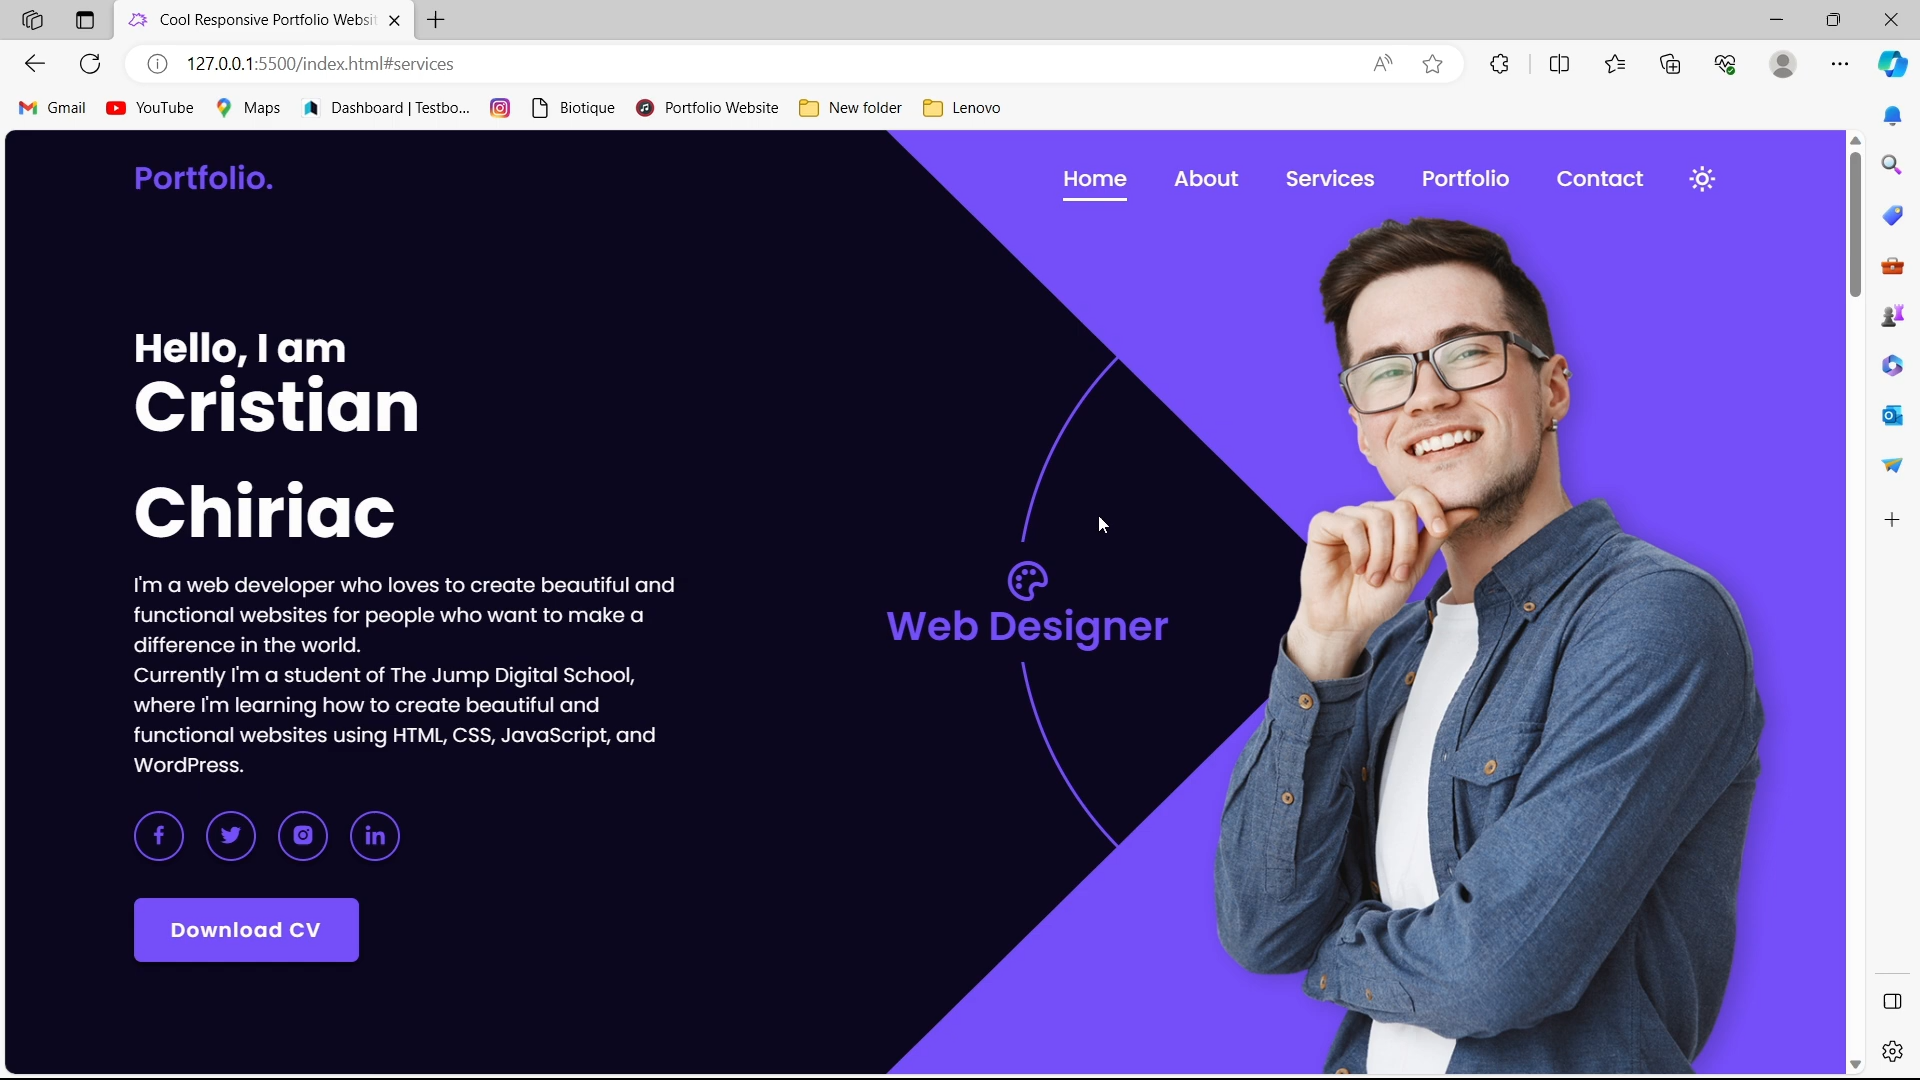 Cool Responsive Portfolio Websit
127.0.0.1:5500/index.html#services
Gmail YouTube Maps Dashboard | Testbo... Biotique Portfolio Website New folder Lenovo
Portfolio.
Home About Services Portfolio Contact
Hello, I am
Cristian
Chiriac
I'm a web developer who loves to create beautiful and
functional websites for people who want to make a
difference in the world.
Currently I'm a student of The Jump Digital School,
where I'm learning how to create beautiful and
functional websites using HTML, CSS, JavaScript, and
WordPress.
Download CV
Web Designer